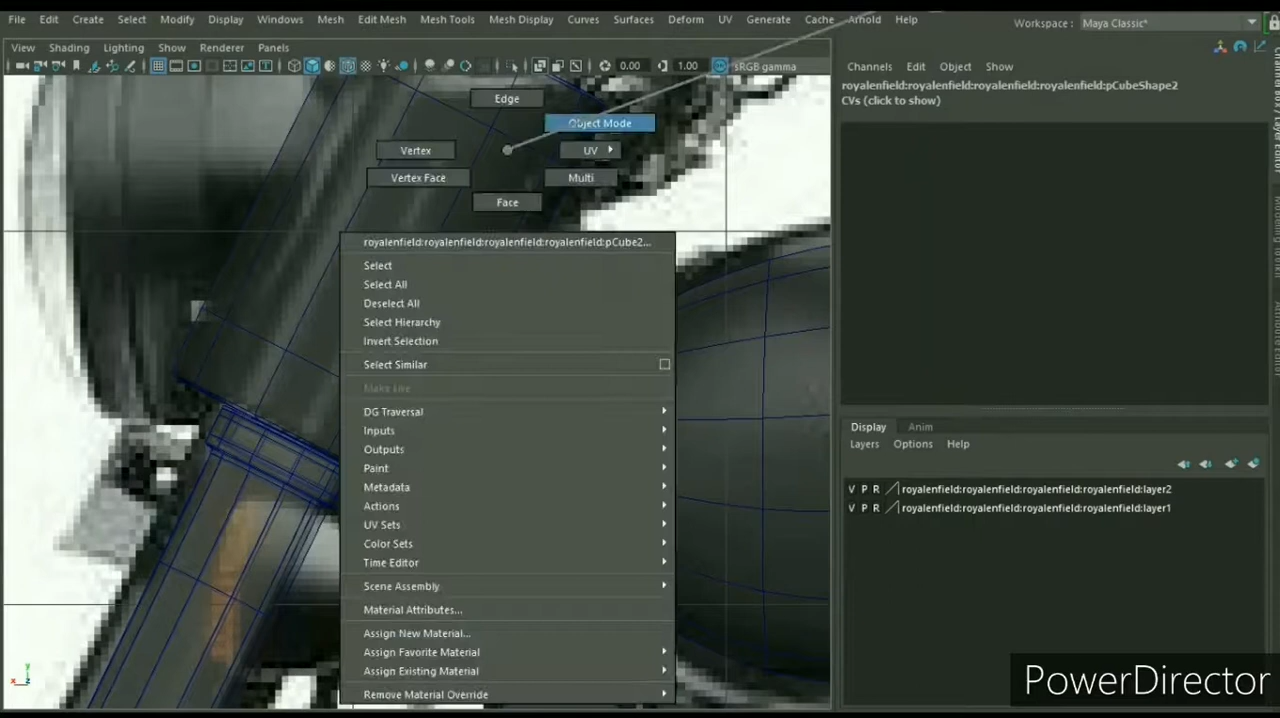 File Edit Create Select Modify Display Windows Mesh Edit Mesh Mesh Tools Mesh Display Curves Surfaces Deform UV Generate Cache Arnold Help
Workspace : Maya Classic*
View Shading Lighting Show Renderer Panels
0.00 1.00 sRGB gamma
Channels Edit Object Show
royalenfield:royalenfield:royalenfield:royalenfield:pCubeShape2
CVs (click to show)
Edge
Object Mode
Vertex
UV
Vertex Face
Multi
Face
royalenfield:royalenfield:royalenfield:royalenfield:pCube2...
Select
Select All
Deselect All
Select Hierarchy
Invert Selection
Select Similar
Make Live
DG Traversal
Inputs
Outputs
Paint
Metadata
Actions
UV Sets
Color Sets
Time Editor
Scene Assembly
Material Attributes...
Assign New Material...
Assign Favorite Material
Assign Existing Material
Remove Material Override
Display Anim
Layers Options Help
V P R royalenfield:royalenfield:royalenfield:royalenfield:layer2
V P R royalenfield:royalenfield:royalenfield:royalenfield:layer1
PowerDirector